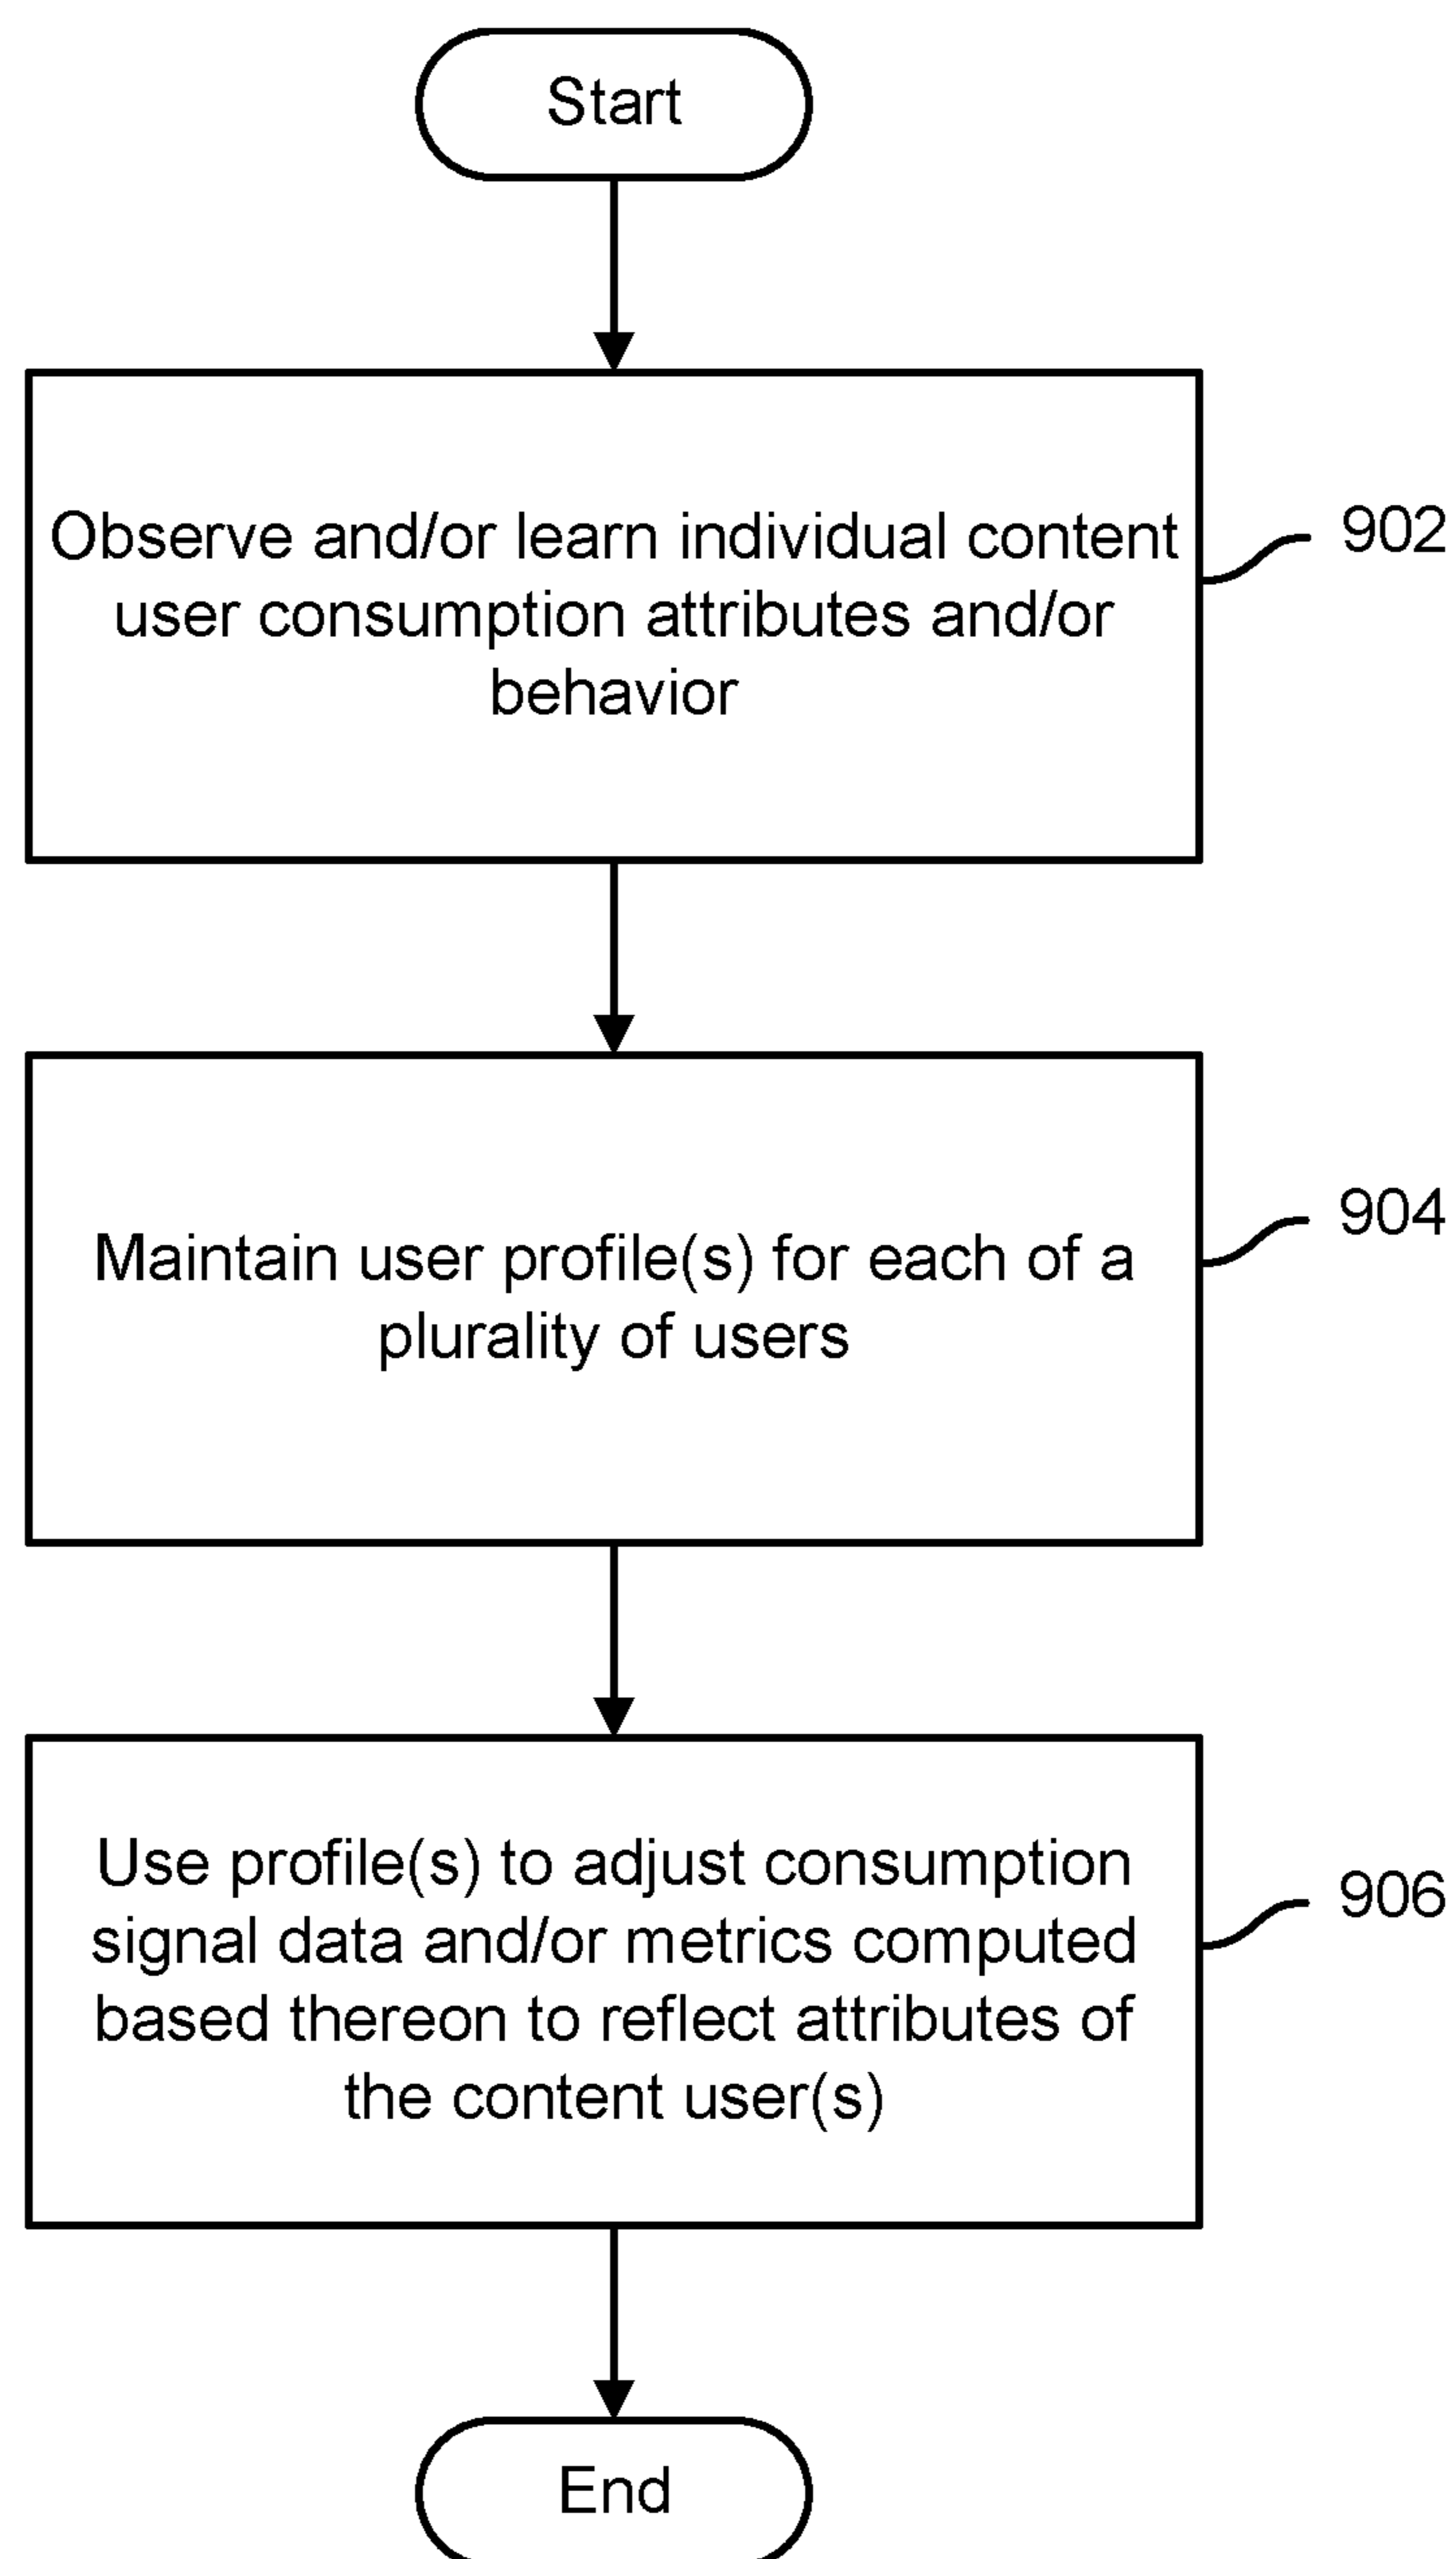 Start
Observe and/or learn individual content
user consumption attributes and/or
behavior
902
Maintain user profile(s) for each of a
plurality of users
904
Use profile(s) to adjust consumption
signal data and/or metrics computed
based thereon to reflect attributes of
the content user(s)
906
End